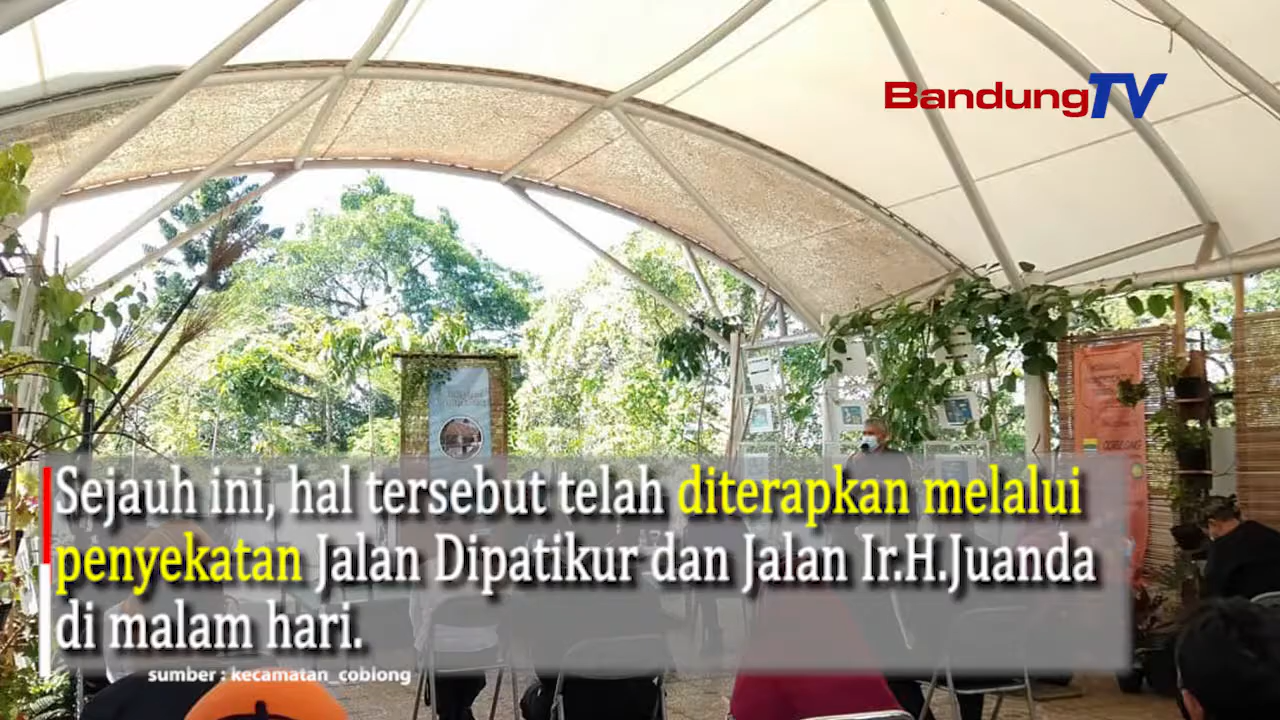 BandungTV
COBLONG
Sejauh ini, hal tersebut telah diterapkan melalui
penyekatan Jalan Dipatikur dan Jalan Ir.H.Juanda
di malam hari.
sumber : kecamatan_coblong